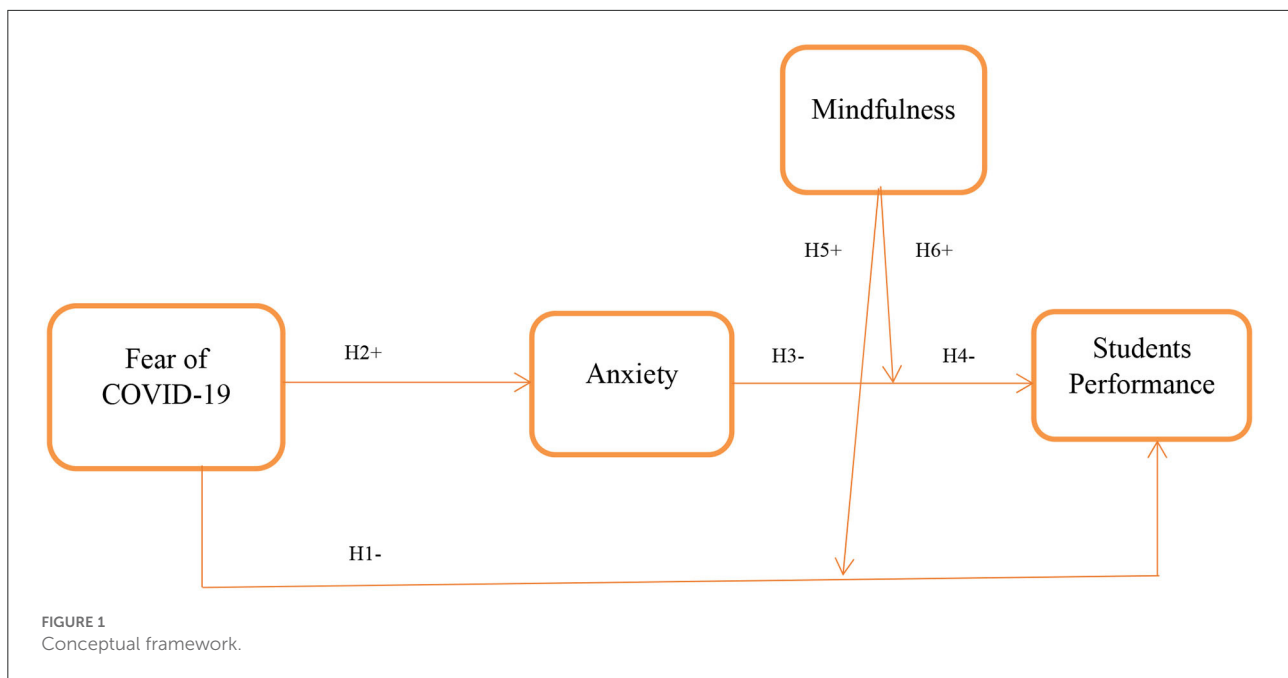 Mindfulness
H5+
H6+
Fear of
COVID-19
H2+
Anxiety
H3-
H4-
Students
Performance
H1-
FIGURE 1
Conceptual framework.